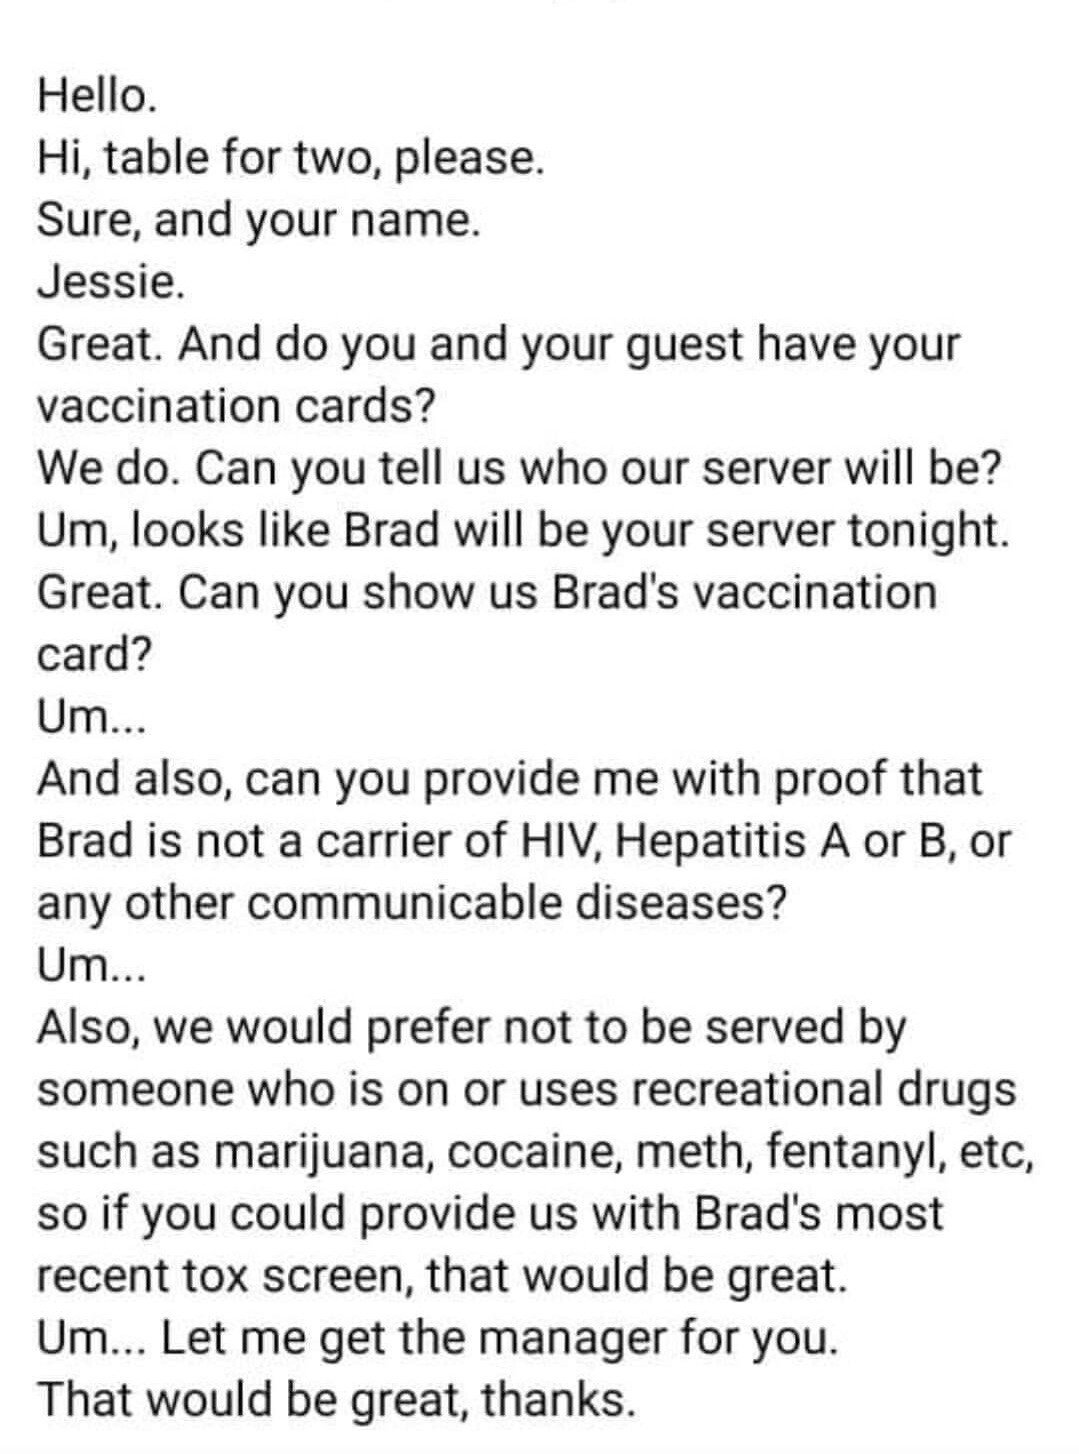 Hello.
Hi, table for two, please.
Sure, and your name.
Jessie.
Great. And do you and your guest have your
vaccination cards?
We do. Can you tell us who our server will be?
Um, looks like Brad will be your server tonight.
Great. Can you show us Brad's vaccination
card?
Um...
And also, can you provide me with proof that
Brad is not a carrier of HIV, Hepatitis A or B, or
any other communicable diseases?
Um...
Also, we would prefer not to be served by
someone who is on or uses recreational drugs
such as marijuana, cocaine, meth, fentanyl, etc,
so if you could provide us with Brad's most
recent tox screen, that would be great.
Um... Let me get the manager for you.
That would be great, thanks.